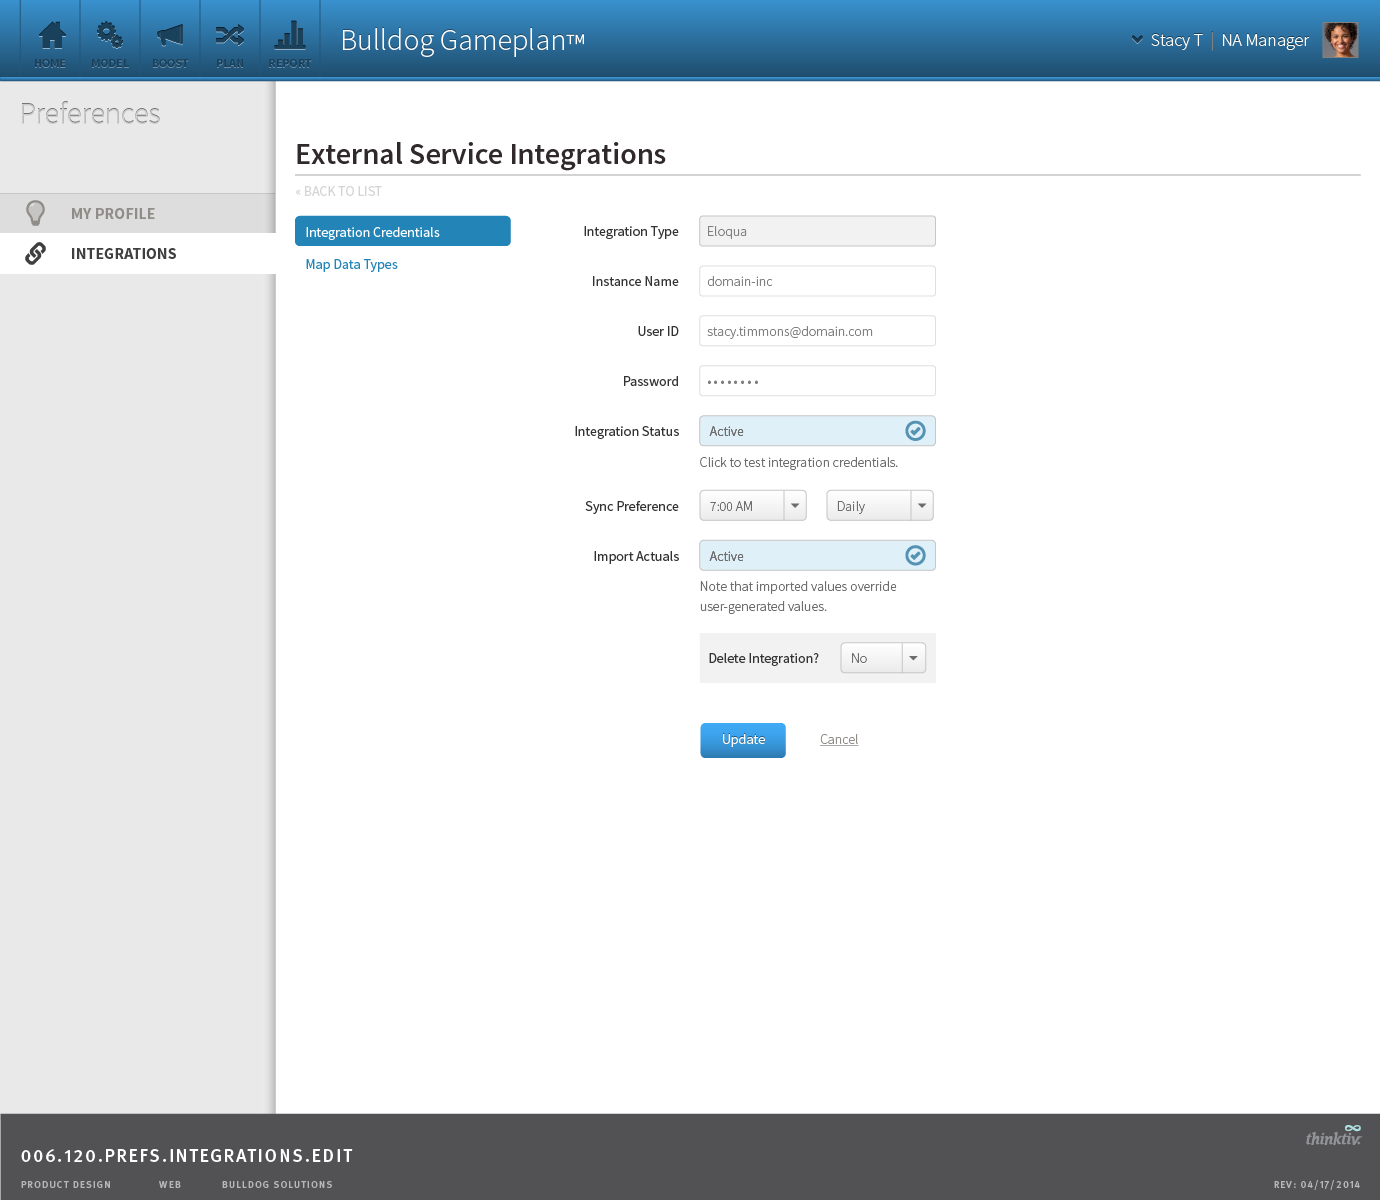 HOME MODEL BOOST PLAN REPORT
Bulldog Gameplan™
Stacy T | NA Manager
Preferences
MY PROFILE
INTEGRATIONS
External Service Integrations
« BACK TO LIST
Integration Credentials
Map Data Types
Integration Type Eloqua
Instance Name domain-inc
User ID stacy.timmons@domain.com
Password ••••••••
Integration Status Active
Click to test integration credentials.
Sync Preference 7:00 AM Daily
Import Actuals Active
Note that imported values override
user-generated values.
Delete Integration? No
Update Cancel
thinktiv.
006.120.PREFS.INTEGRATIONS.EDIT
PRODUCT DESIGN WEB BULLDOG SOLUTIONS REV: 04/17/2014